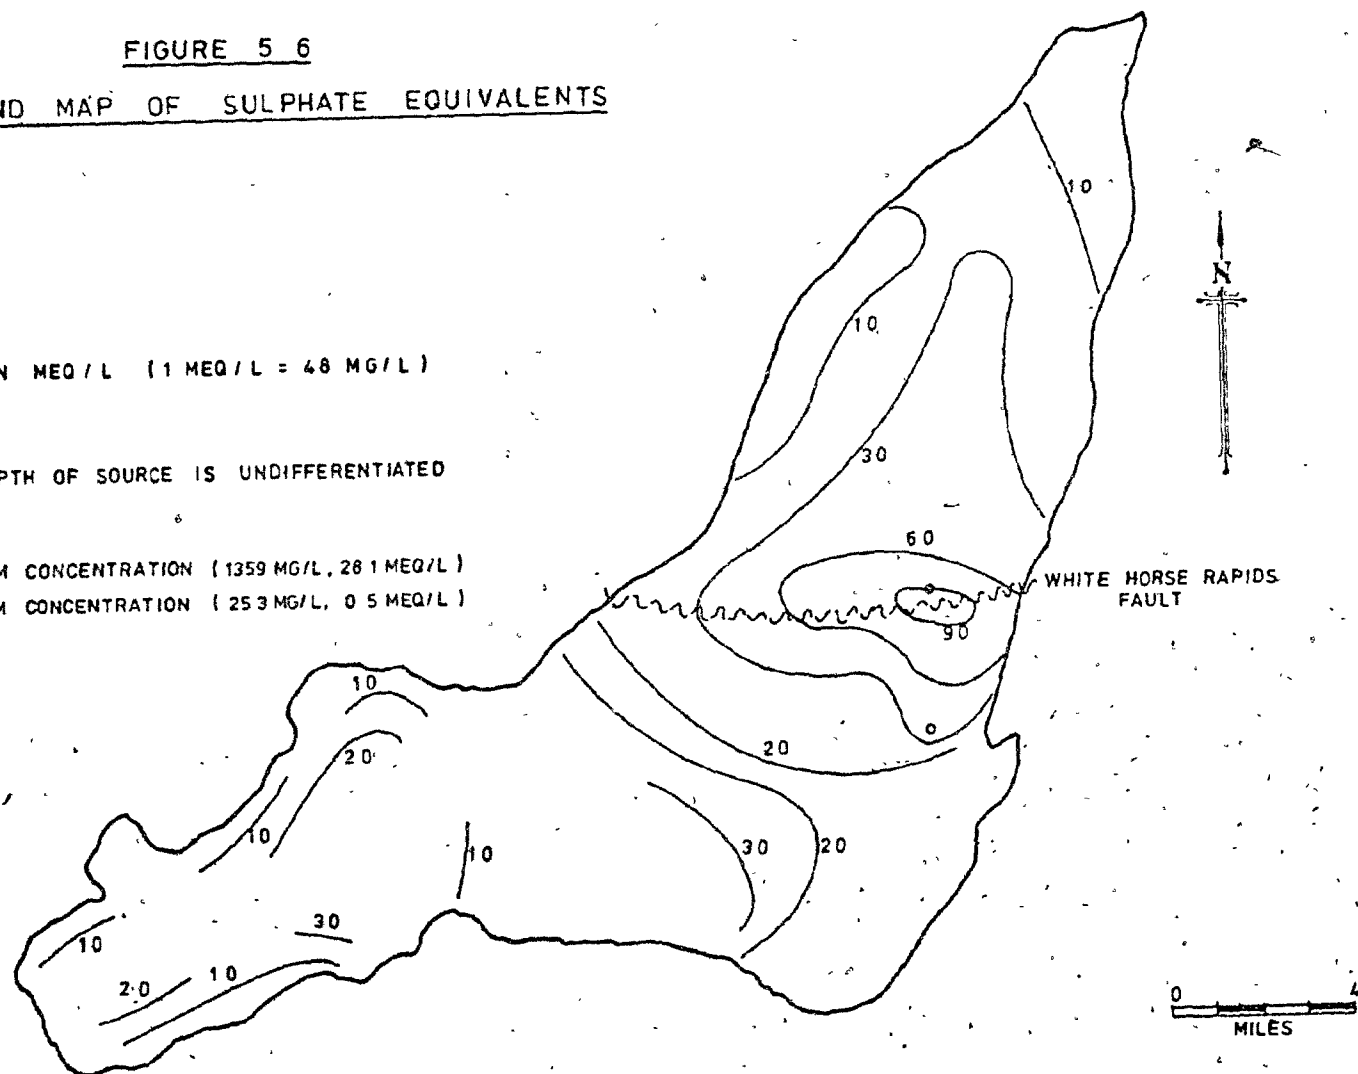 FIGURE 5 6
ND MAP OF SULPHATE EQUIVALENTS
N MEQ/L (1 MEQ/L = 48 MG/L)
PTH OF SOURCE IS UNDIFFERENTIATED
M CONCENTRATION (1359 MG/L, 28 1 MEQ/L)
M CONCENTRATION (25 3 MG/L, 0 5 MEQ/L)
10
N
10
30
60
WHITE HORSE RAPIDS
FAULT
90
10
20
20
10
10
30
20
30
10
10
20
0 4
MILES